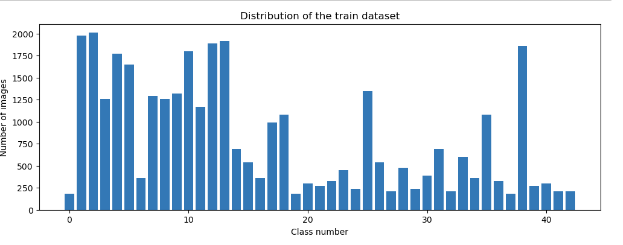 Distribution of the train dataset
Number of images
2000
1750
1500
1250
1000
750
500
250
0
0 10 20 30 40
Class number